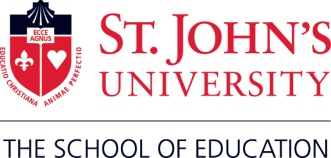 ECCE
AGNUS
EDUCATIO CHRISTIANA ANIMAE PERFECTIO
ST. JOHN'S
UNIVERSITY
THE SCHOOL OF EDUCATION